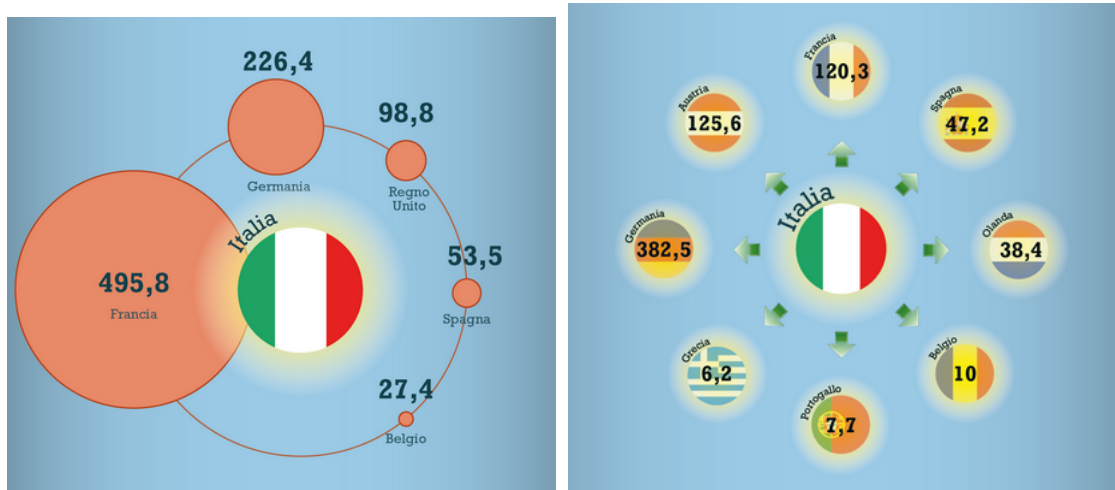 226,4
Germania
98,8
Regno
Unito
Italia
495,8
Francia
53,5
Spagna
27,4
Belgio
Francia
120,3
Austria
125,6
Spagna
47,2
Italia
Germania
382,5
Olanda
38,4
Grecia
6,2
Belgio
10
Portogallo
7,7